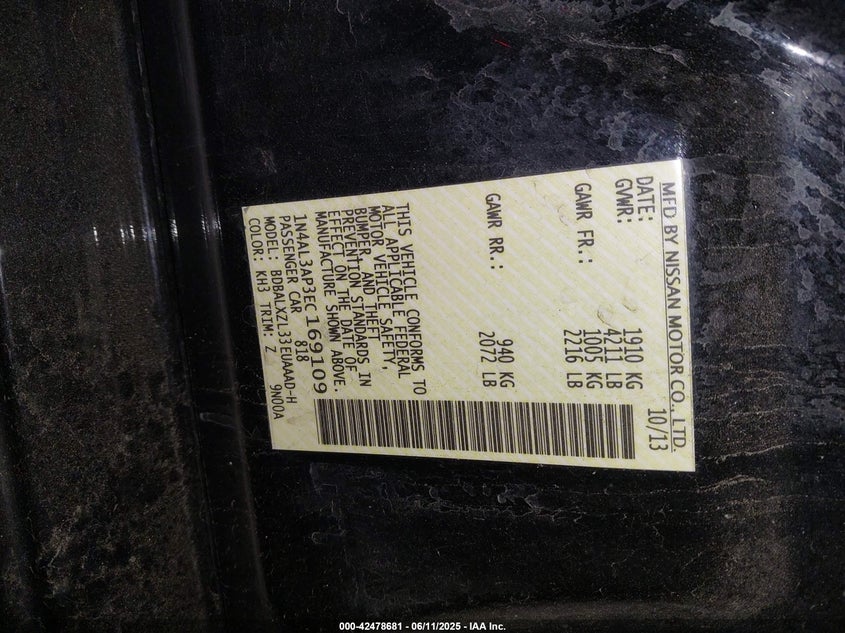 MFD BY NISSAN MOTOR CO., LTD.
DATE: 10/13
GVWR: 1910 KG
4211 LB
GAWR FR.: 1005 KG
2216 LB
GAWR RR.: 940 KG
2072 LB
THIS VEHICLE CONFORMS TO
ALL APPLICABLE FEDERAL
MOTOR VEHICLE SAFETY,
BUMPER, AND THEFT
PREVENTION STANDARDS IN
EFFECT ON THE DATE OF
MANUFACTURE SHOWN ABOVE.
1N4AL3AP3EC169109
PASSENGER CAR 818
MODEL: BDBALXZL33EUAAAD-H
COLOR: KH3 TRIM: Z 9N00A
000-42478681 - 06/11/2025 - IAA Inc.